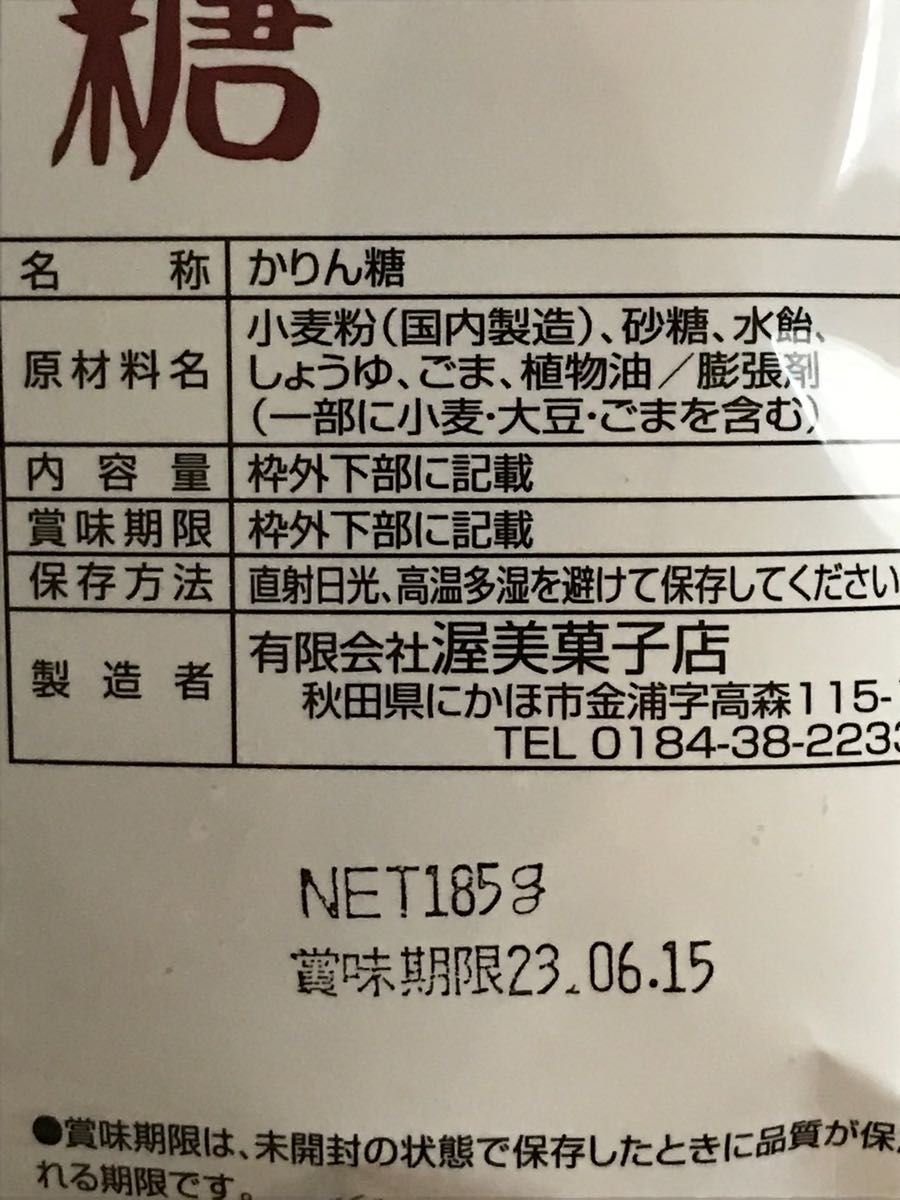 糖
名称 かりん糖
原材料名 小麦粉(国内製造)、砂糖、水飴、
しょうゆ、ごま、植物油/膨張剤
(一部に小麦・大豆・ごまを含む)
内容量 枠外下部に記載
賞味期限 枠外下部に記載
保存方法 直射日光、高温多湿を避けて保存してください
製造者 有限会社渥美菓子店
秋田県にかほ市金浦字高森115-
TEL 0184-38-2233
NET185g
賞味期限23.06.15
●賞味期限は、未開封の状態で保存したときに品質が保
れる期限です。